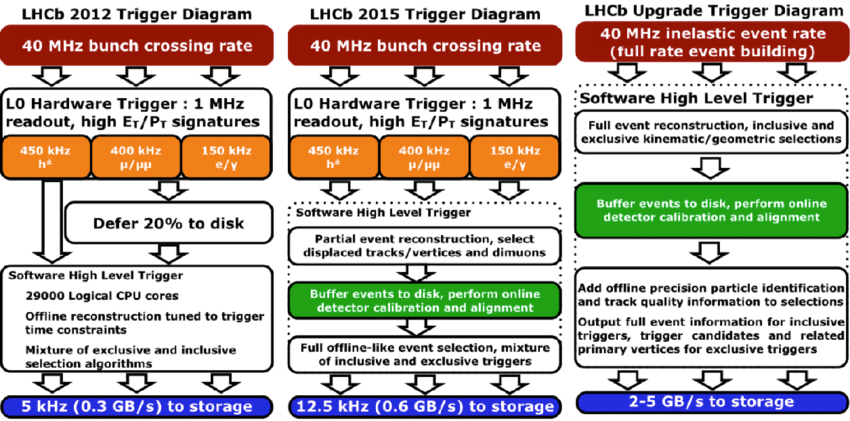 LHCb 2012 Trigger Diagram
40 MHz bunch crossing rate
L0 Hardware Trigger : 1 MHz
readout, high E_T/P_T signatures
450 kHz
h±
400 kHz
μ/μμ
150 kHz
e/γ
Defer 20% to disk
Software High Level Trigger
29000 Logical CPU cores
Offline reconstruction tuned to trigger
time constraints
Mixture of exclusive and inclusive
selection algorithms
5 kHz (0.3 GB/s) to storage
LHCb 2015 Trigger Diagram
40 MHz bunch crossing rate
L0 Hardware Trigger : 1 MHz
readout, high E_T/P_T signatures
450 kHz
h±
400 kHz
μ/μμ
150 kHz
e/γ
Software High Level Trigger
Partial event reconstruction, select
displaced tracks/vertices and dimuons
Buffer events to disk, perform online
detector calibration and alignment
Full offline-like event selection, mixture
of inclusive and exclusive triggers
12.5 kHz (0.6 GB/s) to storage
LHCb Upgrade Trigger Diagram
40 MHz inelastic event rate
(full rate event building)
Software High Level Trigger
Full event reconstruction, inclusive and
exclusive kinematic/geometric selections
Buffer events to disk, perform online
detector calibration and alignment
Add offline precision particle identification
and track quality information to selections
Output full event information for inclusive
triggers, trigger candidates and related
primary vertices for exclusive triggers
2-5 GB/s to storage